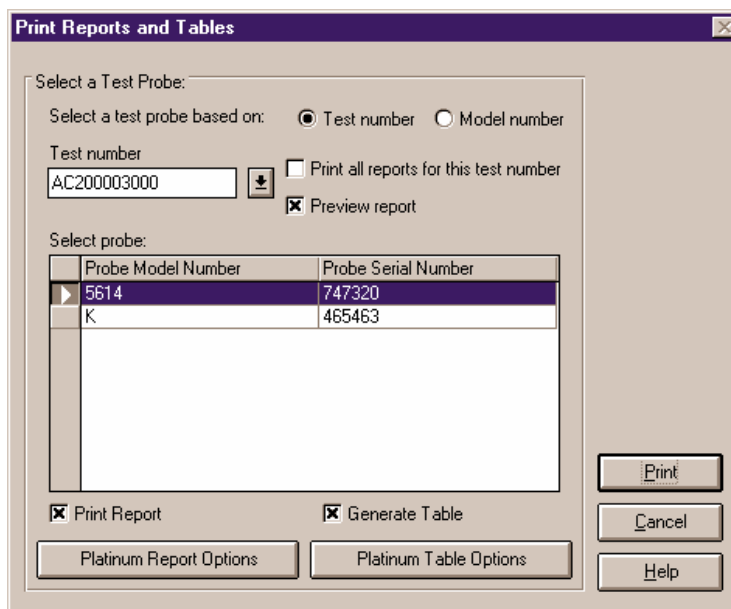 Print Reports and Tables
Select a Test Probe:
Select a test probe based on: Test number Model number
Test number
AC200003000
Print all reports for this test number
Preview report
Select probe:
Probe Model Number Probe Serial Number
5614 747320
K 465463
Print Report Generate Table
Platinum Report Options Platinum Table Options
Print
Cancel
Help